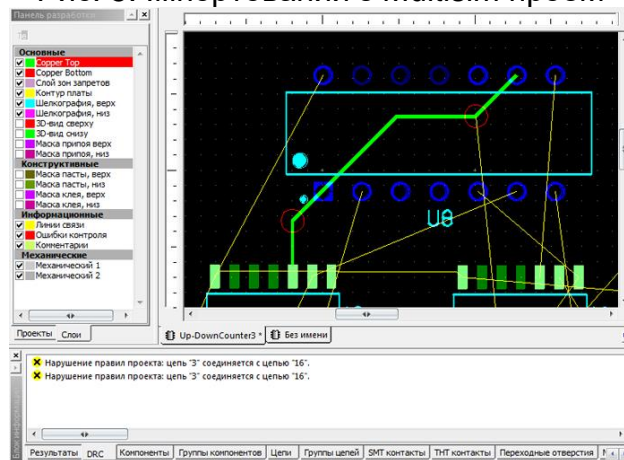 Панель разработки
Основные
Copper Top
Copper Bottom
Слой зон запретов
Контур платы
Шелкография, верх
Шелкография, низ
3D-вид сверху
3D-вид снизу
Маска припоя верх
Маска припоя, низ
Конструктивные
Маска пасты, верх
Маска пасты, низ
Маска клея, верх
Маска клея, низ
Информационные
Линии связи
Ошибки контроля
Комментарии
Механические
Механический 1
Механический 2
Проекты Слои
U8
Up-DownCounter3 * Без имени
Нарушение правил проекта: цепь "3" соединяется с цепью "16".
Нарушение правил проекта: цепь "3" соединяется с цепью "16".
Результаты DRC Компоненты Группы компонентов Цепи Группы цепей SMT контакты THT контакты Переходные отверстия